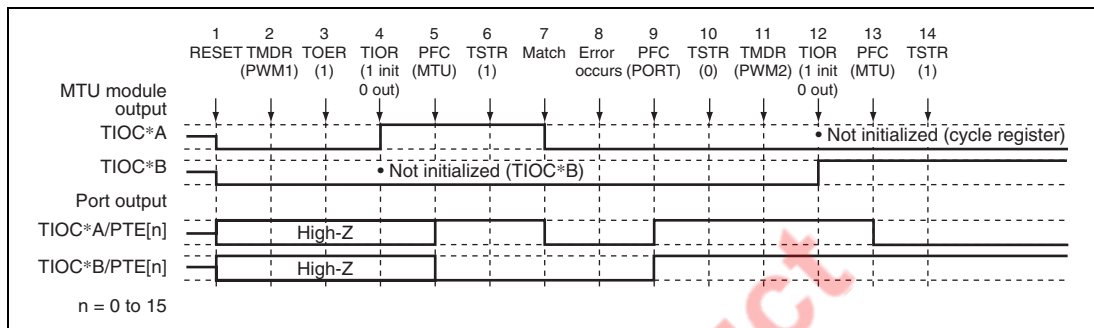 1 2 3 4 5 6 7 8 9 10 11 12 13 14
RESET TMDR TOER TIOR PFC TSTR Match Error PFC TSTR TMDR TIOR PFC TSTR
(PWM1) (1) (1 init (MTU) (1) occurs (PORT) (0) (PWM2) (1 init (MTU) (1)
0 out) 0 out)
MTU module
output
TIOC*A
• Not initialized (cycle register)
TIOC*B
• Not initialized (TIOC*B)
Port output
TIOC*A/PTE[n]
High-Z
TIOC*B/PTE[n]
High-Z
n = 0 to 15